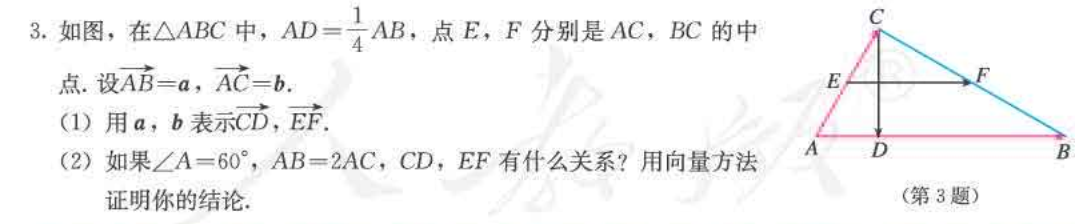 3. 如图，在△ABC 中，AD=$\frac{1}{4}$AB，点 E，F 分别是 AC，BC 的中
点. 设$\overrightarrow{AB}$=a，$\overrightarrow{AC}$=b.
（1）用 a，b 表示$\overrightarrow{CD}$，$\overrightarrow{EF}$.
（2）如果∠A=60°，AB=2AC，CD，EF 有什么关系？用向量方法
证明你的结论.
C
E
F
A
D
B
（第 3 题）